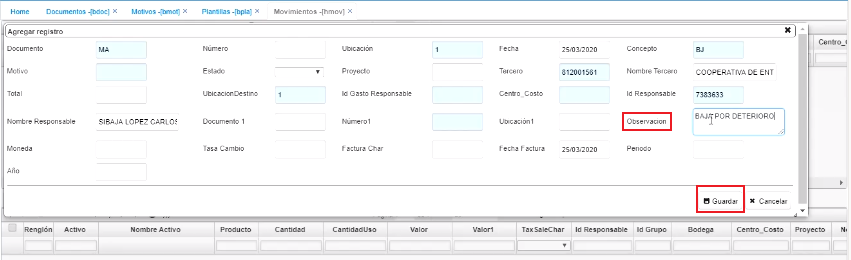 Home Documentos -[bdoc] × Motivos -[bmot] × Plantillas -[bpla] × Movimientos -[hmov] ×
Agregar registro
Centro_C
Documento MA Número Ubicación 1 Fecha 25/03/2020 Concepto BJ
Motivo Estado Proyecto Tercero 812001561 Nombre Tercero COOPERATIVA DE ENT
Total UbicacionDestino 1 Id Gasto Responsable Centro_Costo Id Responsable 7383633
Nombre Responsable SIBAJA LOPEZ CARLOS Documento 1 Número1 Ubicación1 Observacion BAJA POR DETERIORO
Moneda Tasa Cambio Factura Char Fecha Factura 25/03/2020 Periodo
Año
Guardar Cancelar
Renglón Activo Nombre Activo Producto Cantidad CantidadUso Valor Valor1 TaxSaleChar Id Responsable Id Grupo Bodega Centro_Costo Proyecto